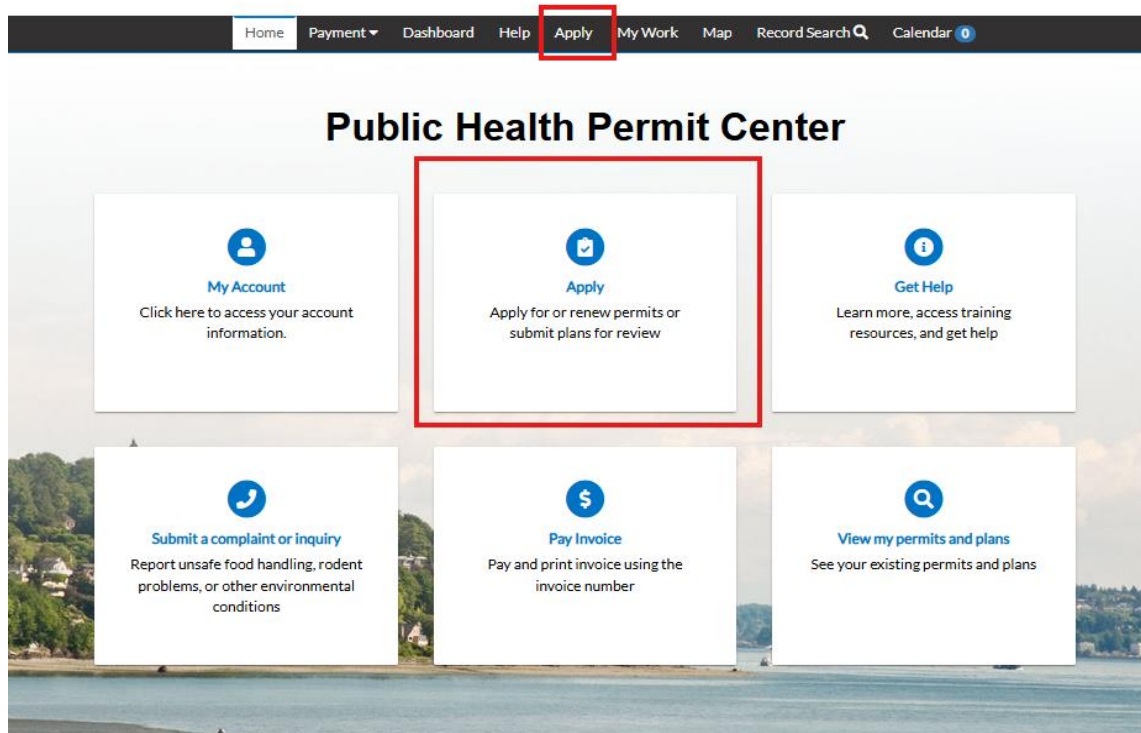 Home Payment Dashboard Help Apply My Work Map Record Search Calendar 0
Public Health Permit Center
My Account
Click here to access your account
information.
Apply
Apply for or renew permits or
submit plans for review
Get Help
Learn more, access training
resources, and get help
Submit a complaint or inquiry
Report unsafe food handling, rodent
problems, or other environmental
conditions
Pay Invoice
Pay and print invoice using the
invoice number
View my permits and plans
See your existing permits and plans